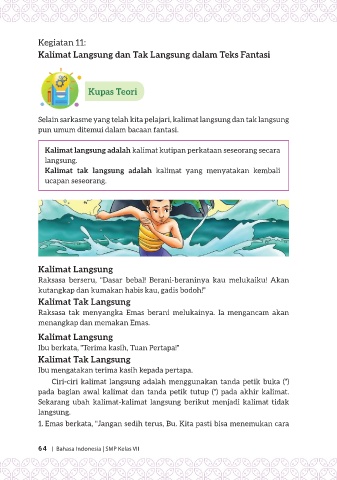 Kegiatan 11:
Kalimat Langsung dan Tak Langsung dalam Teks Fantasi
Kupas Teori
Selain sarkasme yang telah kita pelajari, kalimat langsung dan tak langsung
pun umum ditemui dalam bacaan fantasi.
Kalimat langsung adalah kalimat kutipan perkataan seseorang secara
langsung.
Kalimat tak langsung adalah kalimat yang menyatakan kembali
ucapan seseorang.
Kalimat Langsung
Raksasa berseru, "Dasar bebal! Berani-beraninya kau melukaiku! Akan
kutangkap dan kumakan habis kau, gadis bodoh!"
Kalimat Tak Langsung
Raksasa tak menyangka Emas berani melukainya. Ia mengancam akan
menangkap dan memakan Emas.
Kalimat Langsung
Ibu berkata, "Terima kasih, Tuan Pertapa!"
Kalimat Tak Langsung
Ibu mengatakan terima kasih kepada pertapa.
Ciri-ciri kalimat langsung adalah menggunakan tanda petik buka (")
pada bagian awal kalimat dan tanda petik tutup (") pada akhir kalimat.
Sekarang ubah kalimat-kalimat langsung berikut menjadi kalimat tidak
langsung.
1. Emas berkata, "Jangan sedih terus, Bu. Kita pasti bisa menemukan cara
64 | Bahasa Indonesia | SMP Kelas VII